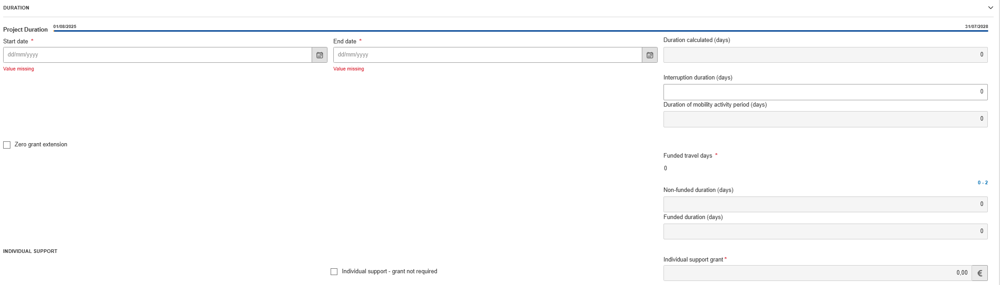 DURATION
Project Duration
01/08/2025
31/07/2028
Start date *
End date *
Duration calculated (days)
dd/mm/yyyy
dd/mm/yyyy
0
Value missing
Value missing
Interruption duration (days)
0
Duration of mobility activity period (days)
0
Zero grant extension
Funded travel days *
0
0 - 2
Non-funded duration (days)
0
Funded duration (days)
0
INDIVIDUAL SUPPORT
Individual support grant *
Individual support - grant not required
0,00 €